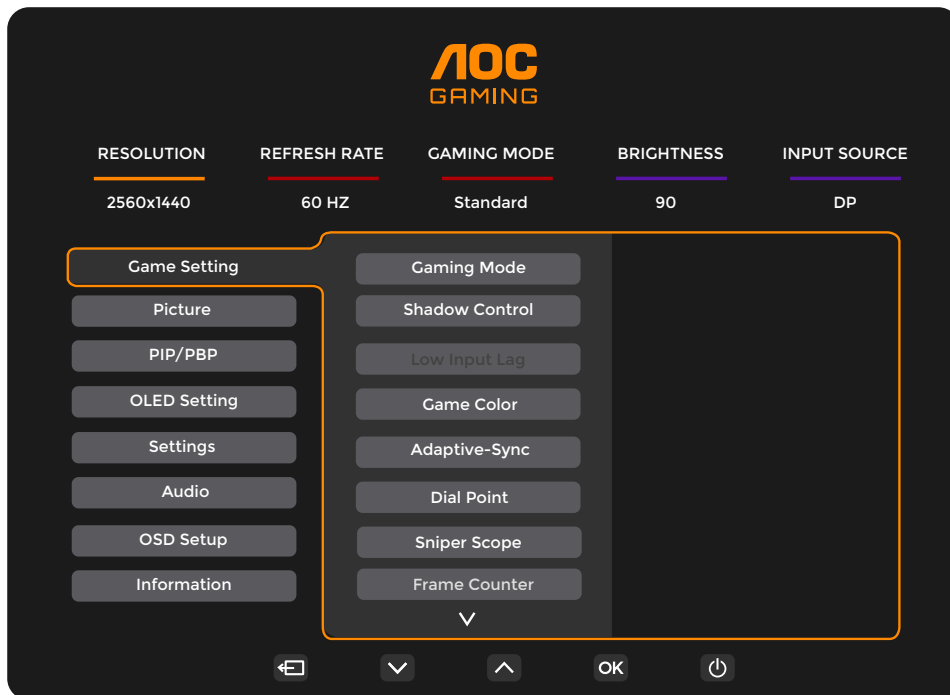 AOC
GAMING
RESOLUTION REFRESH RATE GAMING MODE BRIGHTNESS INPUT SOURCE
2560x1440 60 HZ Standard 90 DP
Game Setting
Picture
PIP/PBP
OLED Setting
Settings
Audio
OSD Setup
Information
Gaming Mode
Shadow Control
Low Input Lag
Game Color
Adaptive-Sync
Dial Point
Sniper Scope
Frame Counter
OK